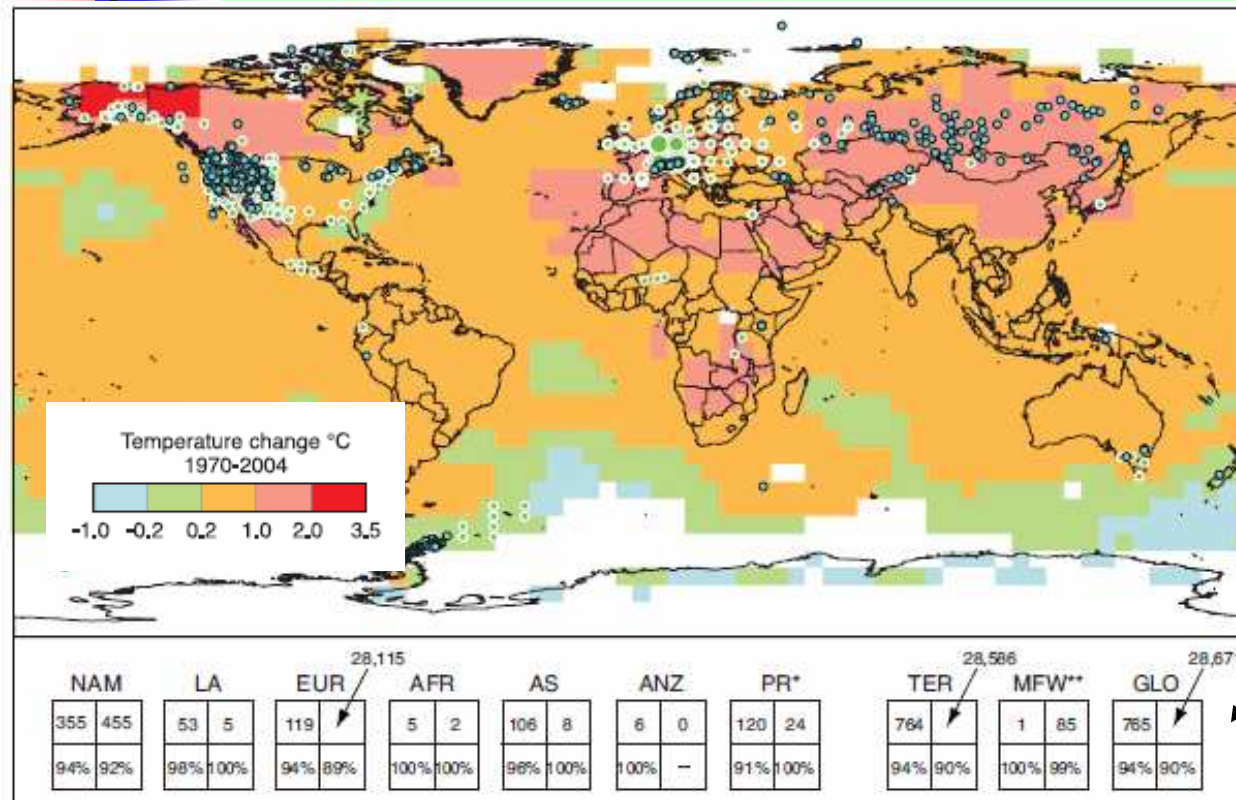 Temperature change °C
1970-2004
-1.0 -0.2 0.2 1.0 2.0 3.5
28,115 28,586 28,671
NAM LA EUR AFR AS ANZ PR* TER MFW** GLO
355 455 53 5 119 5 2 106 8 6 0 120 24 764 1 85 765
94% 92% 98% 100% 94% 89% 100% 100% 96% 100% 100% – 91% 100% 94% 90% 100% 99% 94% 90%